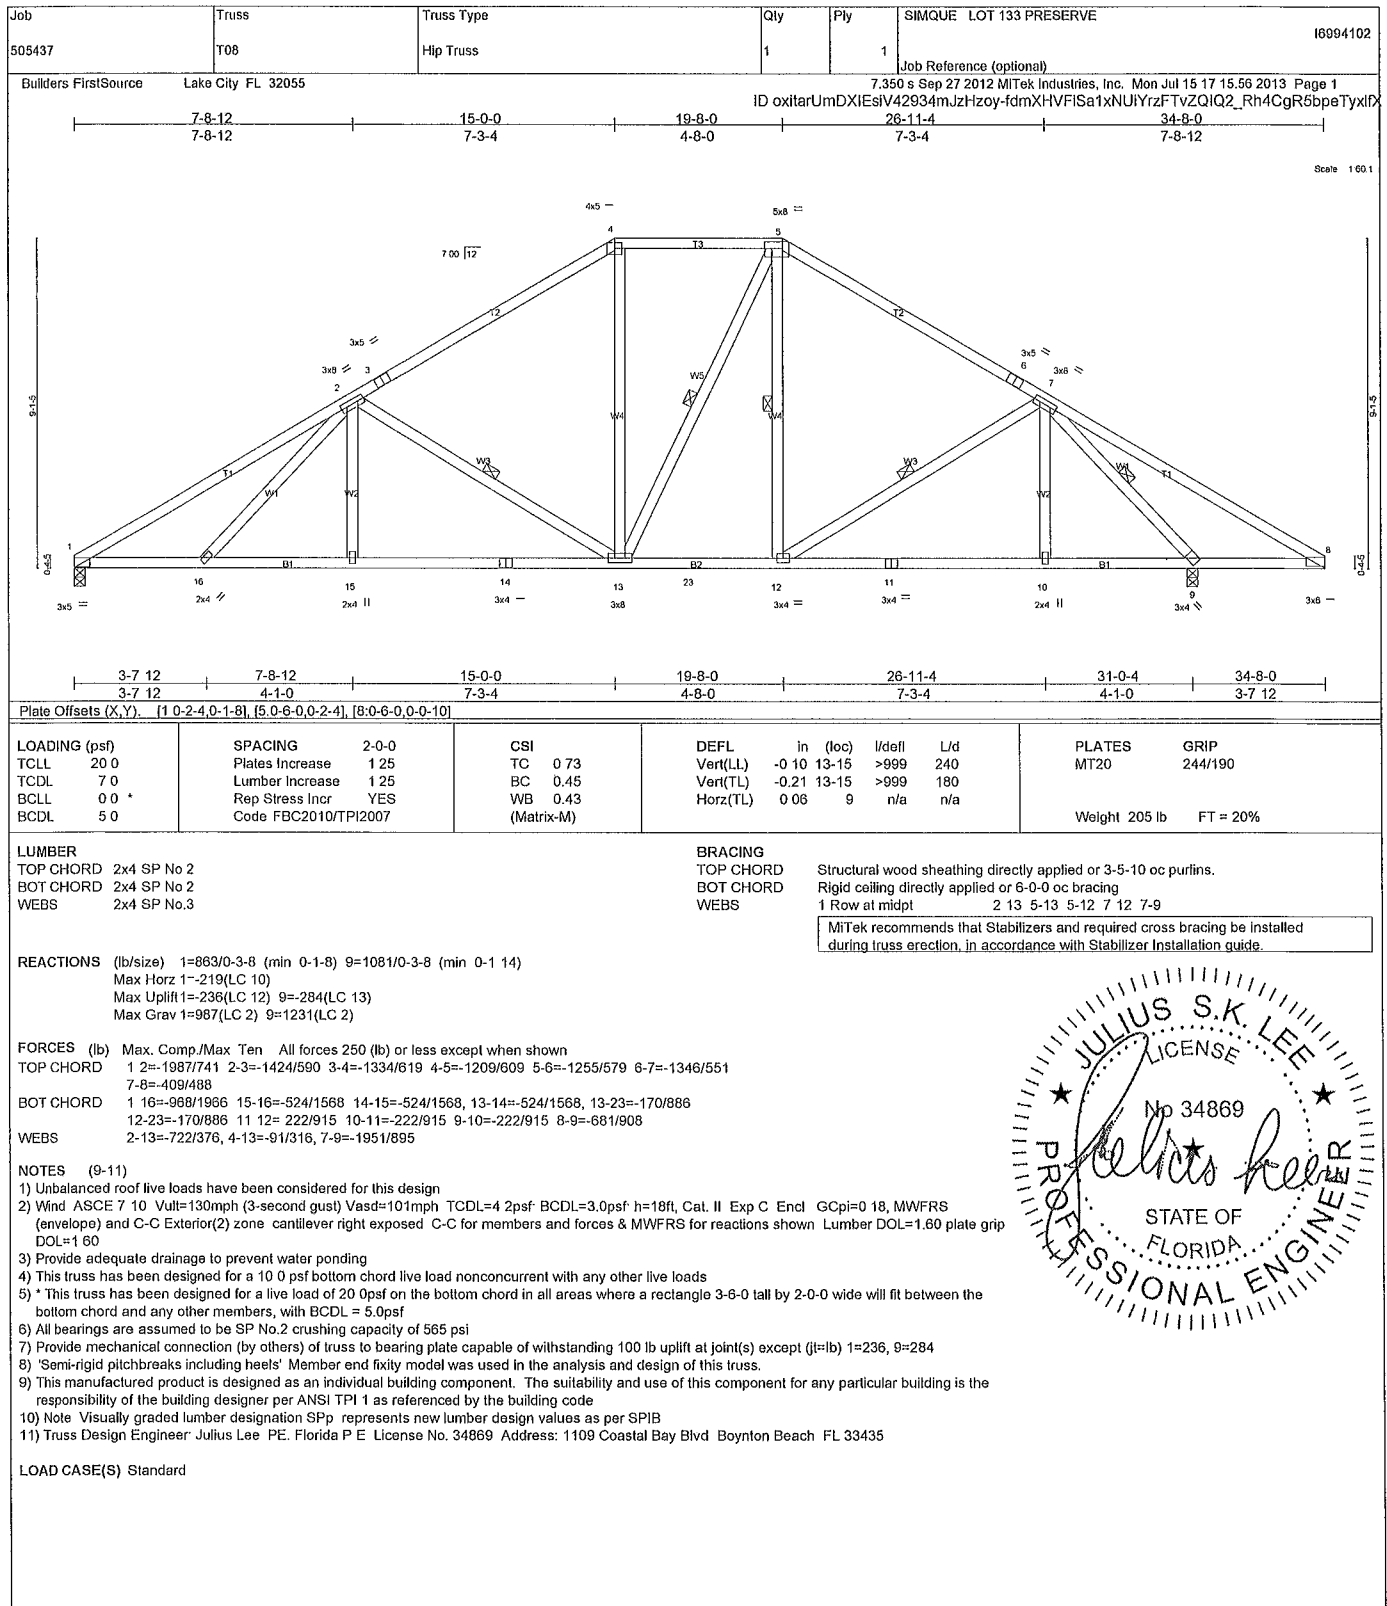 Job Truss Truss Type Qty Ply SIMQUE LOT 133 PRESERVE
I6994102
505437 T08 Hip Truss 1 1
Job Reference (optional)
Builders FirstSource Lake City FL 32055 7.350 s Sep 27 2012 MiTek Industries, Inc. Mon Jul 15 17 15.56 2013 Page 1
7-8-12 15-0-0 19-8-0 26-11-4 34-8-0
7-8-12 7-3-4 4-8-0 7-3-4 7-8-12
Scale 1:60.1
4x5 5x8 =
4 5
7 00 12 T3
T2 T2
3x5 3x5
3x8 3 6 3x8
2 7
9-1-5 W5 9-1-5
W4 W4
W3 W3
T1 W1 T1
W1 W2 W2
1 8
0-4-5 B1 B2 B1 0-4-5
16 15 14 13 23 12 11 10 9
3x5 = 2x4 // 2x4 || 3x4 – 3x8 3x4 = 3x4 = 2x4 || 3x4 \\ 3x6 –
3-7 12 7-8-12 15-0-0 19-8-0 26-11-4 31-0-4 34-8-0
3-7 12 4-1-0 7-3-4 4-8-0 7-3-4 4-1-0 3-7 12
Plate Offsets (X,Y). [1 0-2-4,0-1-8], [5.0-6-0,0-2-4], [8:0-6-0,0-0-10]
LOADING (psf) SPACING 2-0-0 CSI DEFL in (loc) l/defl L/d PLATES GRIP
TCLL 20 0 Plates Increase 1 25 TC 0 73 Vert(LL) -0 10 13-15 >999 240 MT20 244/190
TCDL 7 0 Lumber Increase 1 25 BC 0.45 Vert(TL) -0.21 13-15 >999 180
BCLL 0 0 * Rep Stress Incr YES WB 0.43 Horz(TL) 0 06 9 n/a n/a
BCDL 5 0 Code FBC2010/TPI2007 (Matrix-M) Weight 205 lb FT = 20%
LUMBER BRACING
TOP CHORD 2x4 SP No 2 TOP CHORD Structural wood sheathing directly applied or 3-5-10 oc purlins.
BOT CHORD 2x4 SP No 2 BOT CHORD Rigid ceiling directly applied or 6-0-0 oc bracing
WEBS 2x4 SP No.3 WEBS 1 Row at midpt 2 13 5-13 5-12 7 12 7-9
MiTek recommends that Stabilizers and required cross bracing be installed
during truss erection, in accordance with Stabilizer Installation guide.
REACTIONS (lb/size) 1=863/0-3-8 (min 0-1-8) 9=1081/0-3-8 (min 0-1 14)
Max Horz 1=-219(LC 10)
Max Uplift1=-236(LC 12) 9=-284(LC 13)
Max Grav 1=987(LC 2) 9=1231(LC 2)
FORCES (lb) Max. Comp./Max Ten All forces 250 (lb) or less except when shown
TOP CHORD 1 2=-1987/741 2-3=-1424/590 3-4=-1334/619 4-5=-1209/609 5-6=-1255/579 6-7=-1346/551
7-8=-409/488
BOT CHORD 1 16=-968/1966 15-16=-524/1568 14-15=-524/1568, 13-14=-524/1568, 13-23=-170/886
12-23=-170/886 11 12= 222/915 10-11=-222/915 9-10=-222/915 8-9=-681/908
WEBS 2-13=-722/376, 4-13=-91/316, 7-9=-1951/895
NOTES (9-11)
1) Unbalanced roof live loads have been considered for this design
2) Wind ASCE 7 10 Vult=130mph (3-second gust) Vasd=101mph TCDL=4 2psf BCDL=3.0psf h=18ft, Cat. II Exp C Encl GCpi=0 18, MWFRS
(envelope) and C-C Exterior(2) zone cantilever right exposed C-C for members and forces & MWFRS for reactions shown Lumber DOL=1.60 plate grip
DOL=1 60
3) Provide adequate drainage to prevent water ponding
4) This truss has been designed for a 10 0 psf bottom chord live load nonconcurrent with any other live loads
5) * This truss has been designed for a live load of 20 0psf on the bottom chord in all areas where a rectangle 3-6-0 tall by 2-0-0 wide will fit between the
bottom chord and any other members, with BCDL = 5.0psf
6) All bearings are assumed to be SP No.2 crushing capacity of 565 psi
7) Provide mechanical connection (by others) of truss to bearing plate capable of withstanding 100 lb uplift at joint(s) except (jt=lb) 1=236, 9=284
8) 'Semi-rigid pitchbreaks including heels' Member end fixity model was used in the analysis and design of this truss.
9) This manufactured product is designed as an individual building component. The suitability and use of this component for any particular building is the
responsibility of the building designer per ANSI TPI 1 as referenced by the building code
10) Note Visually graded lumber designation SPp represents new lumber design values as per SPIB
11) Truss Design Engineer Julius Lee PE. Florida P E License No. 34869 Address: 1109 Coastal Bay Blvd Boynton Beach FL 33435
LOAD CASE(S) Standard
JULIUS S.K. LEE
LICENSE
No 34869
Julius Lee
STATE OF
FLORIDA
PROFESSIONAL ENGINEER